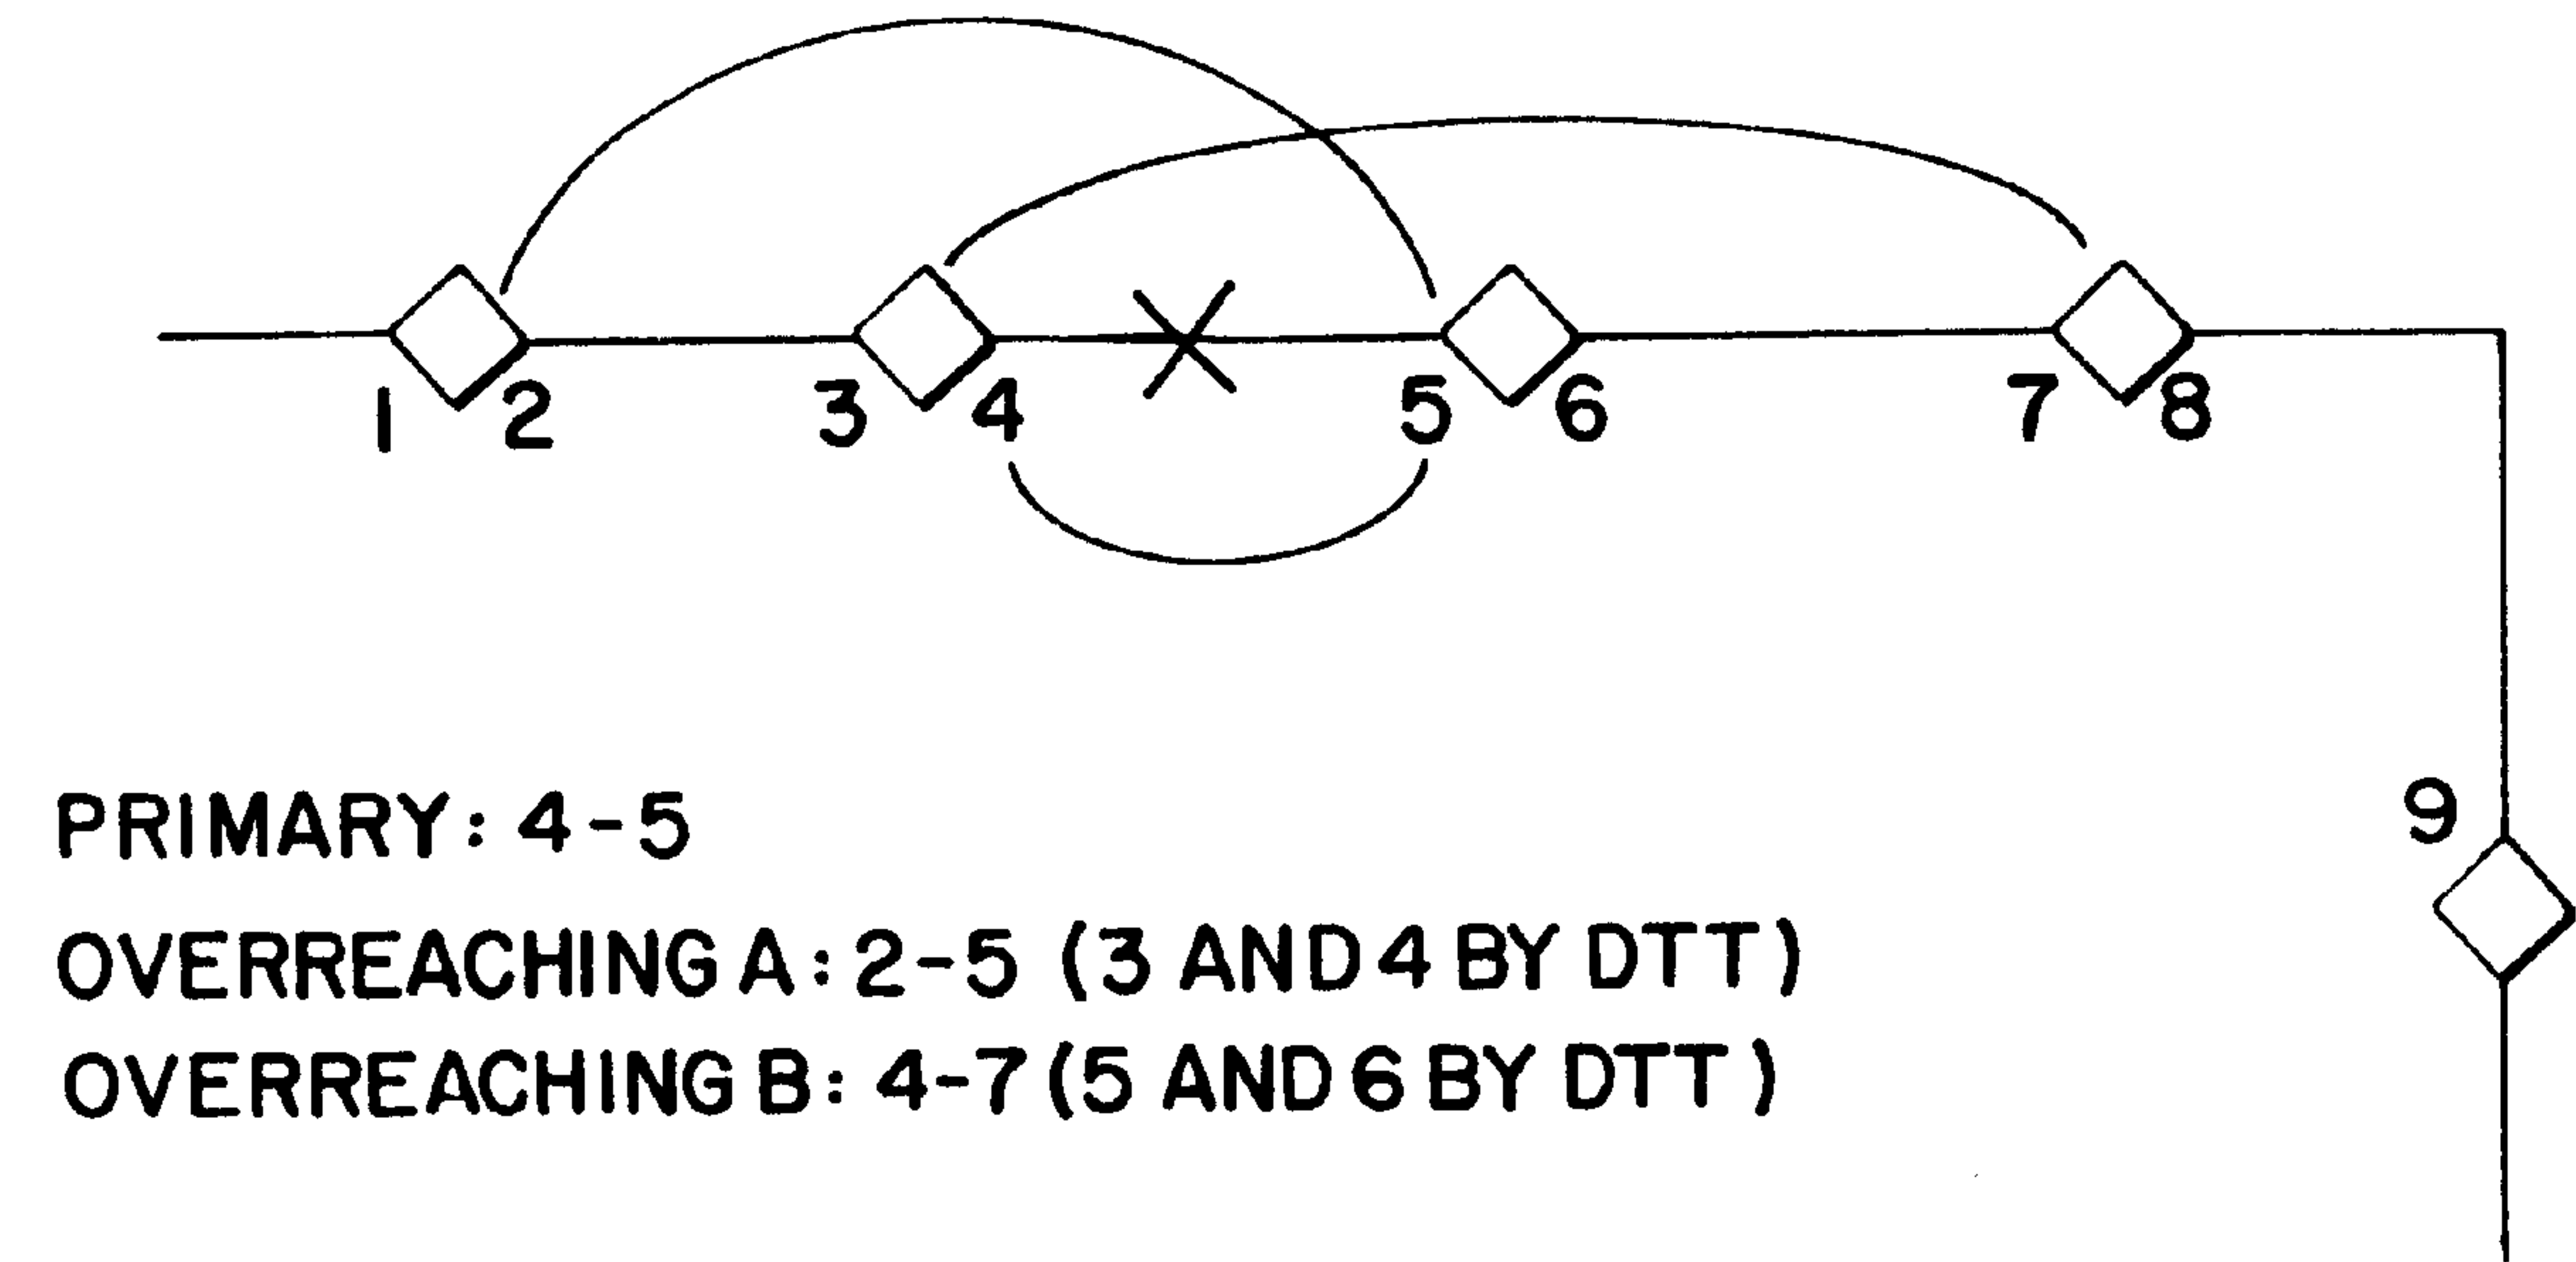 1 2 3 4 5 6 7 8
9
PRIMARY: 4-5
OVERREACHING A: 2-5 (3 AND 4 BY DTT)
OVERREACHING B: 4-7 (5 AND 6 BY DTT)